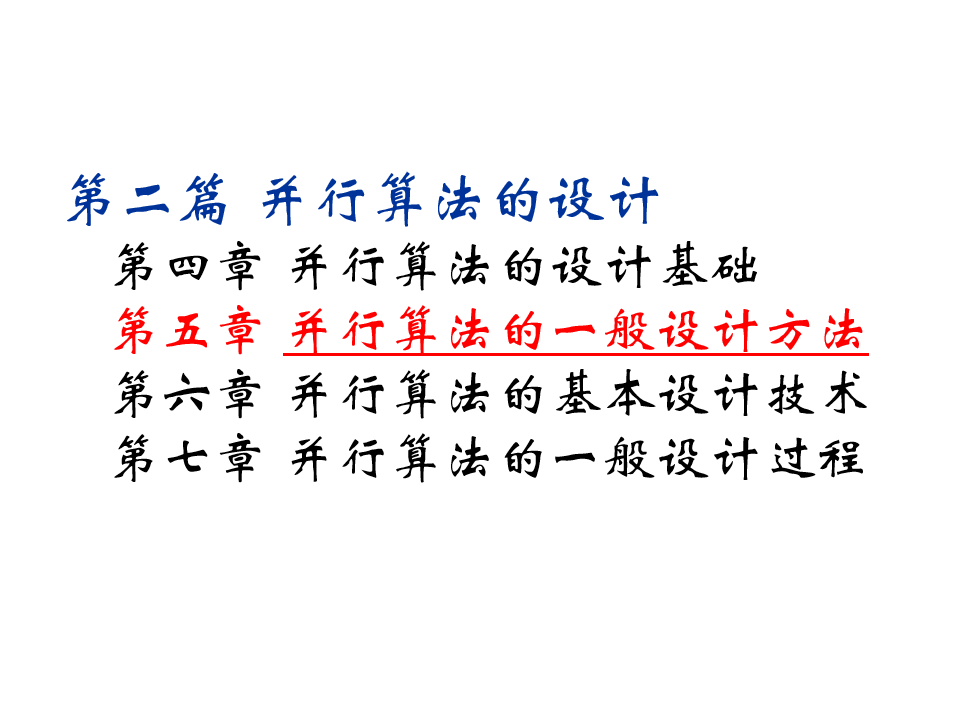 第二篇 并行算法的设计
第四章 并行算法的设计基础
第五章 并行算法的一般设计方法
第六章 并行算法的基本设计技术
第七章 并行算法的一般设计过程